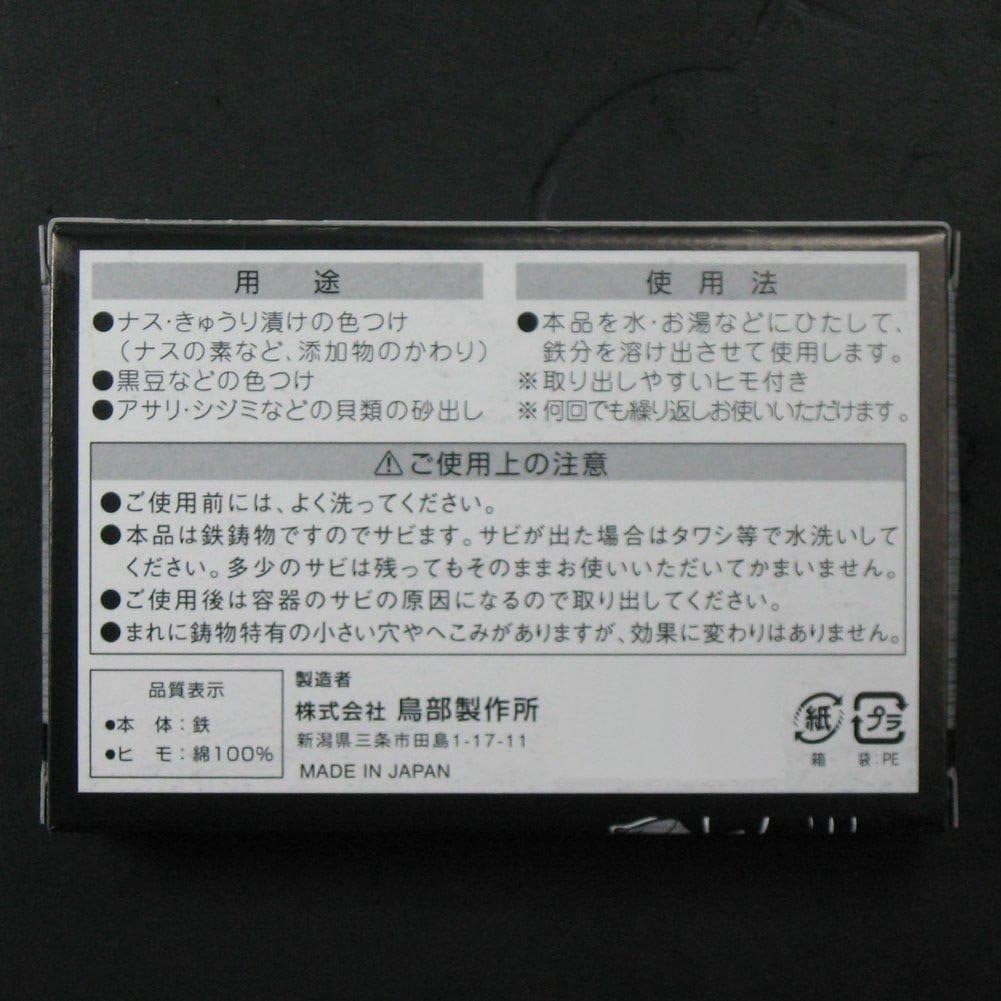 用 途
●ナス・きゅうり漬けの色つけ
(ナスの素など、添加物のかわり)
●黒豆などの色つけ
●アサリ・シジミなどの貝類の砂出し
使 用 法
●本品を水・お湯などにひたして、
鉄分を溶け出させて使用します。
※取り出しやすいヒモ付き
※何回でも繰り返しお使いいただけます。
⚠ご使用上の注意
●ご使用前には、よく洗ってください。
●本品は鉄鋳物ですのでサビます。サビが出た場合はタワシ等で水洗いして
ください。多少のサビは残ってもそのままお使いいただいてかまいません。
●ご使用後は容器のサビの原因になるので取り出してください。
●まれに鋳物特有の小さい穴やへこみがありますが、効果に変わりはありません。
品質表示
●本 体:鉄
●ヒ モ:綿100%
製造者
株式会社 鳥部製作所
新潟県三条市田島1-17-11
MADE IN JAPAN
紙
箱
プラ
袋:PE